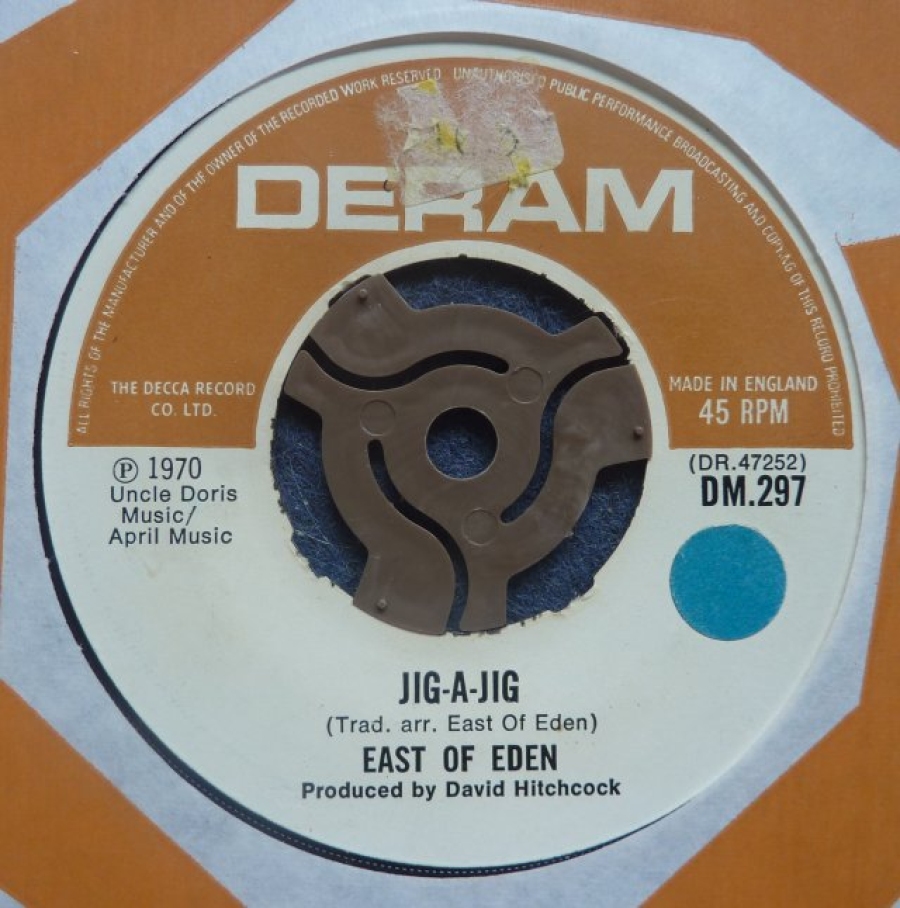 ALL RIGHTS OF THE MANUFACTURER AND OF THE OWNER OF THE RECORDED WORK RESERVED UNAUTHORISED PUBLIC PERFORMANCE BROADCASTING AND COPYING OF THIS RECORD PROHIBITED
DERAM
THE DECCA RECORD
CO. LTD.
MADE IN ENGLAND
45 RPM
Ⓟ 1970
Uncle Doris
Music/
April Music
(DR.47252)
DM.297
JIG-A-JIG
(Trad. arr. East Of Eden)
EAST OF EDEN
Produced by David Hitchcock